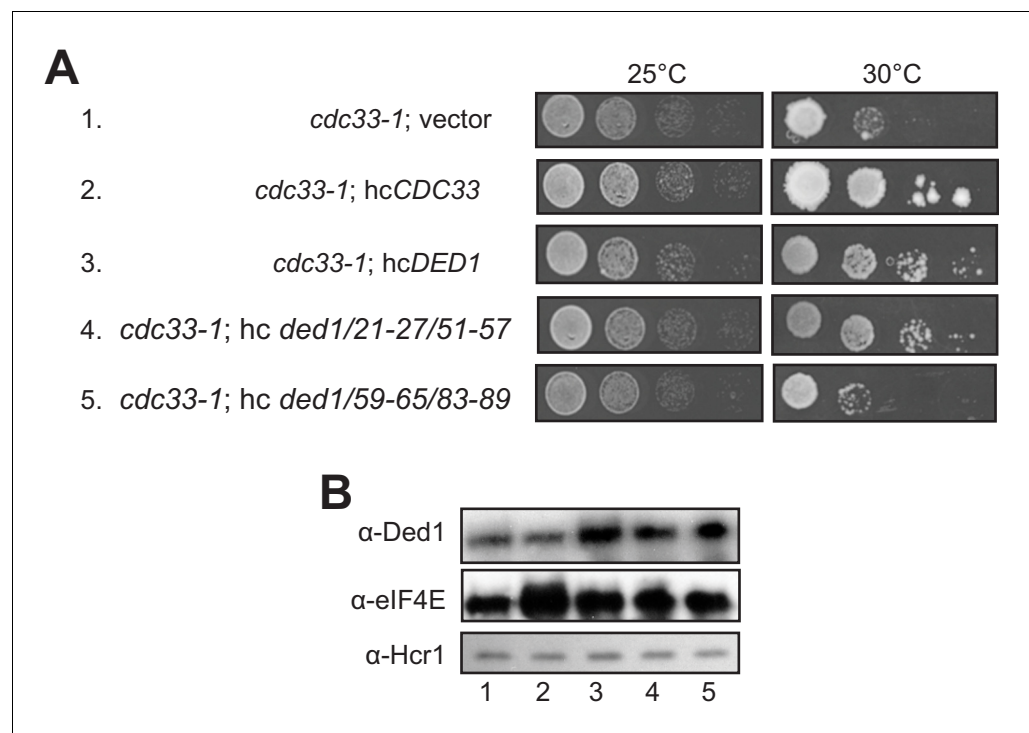 A
25°C 30°C
1. cdc33-1; vector
2. cdc33-1; hcCDC33
3. cdc33-1; hcDED1
4. cdc33-1; hc ded1/21-27/51-57
5. cdc33-1; hc ded1/59-65/83-89
B
α-Ded1
α-eIF4E
α-Hcr1
1 2 3 4 5